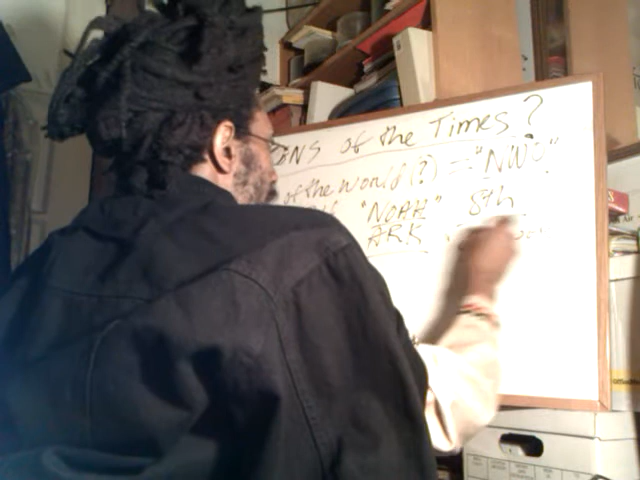 of the Times?
of the World(?) = "NWO"
"NOAH" 8th
ARK